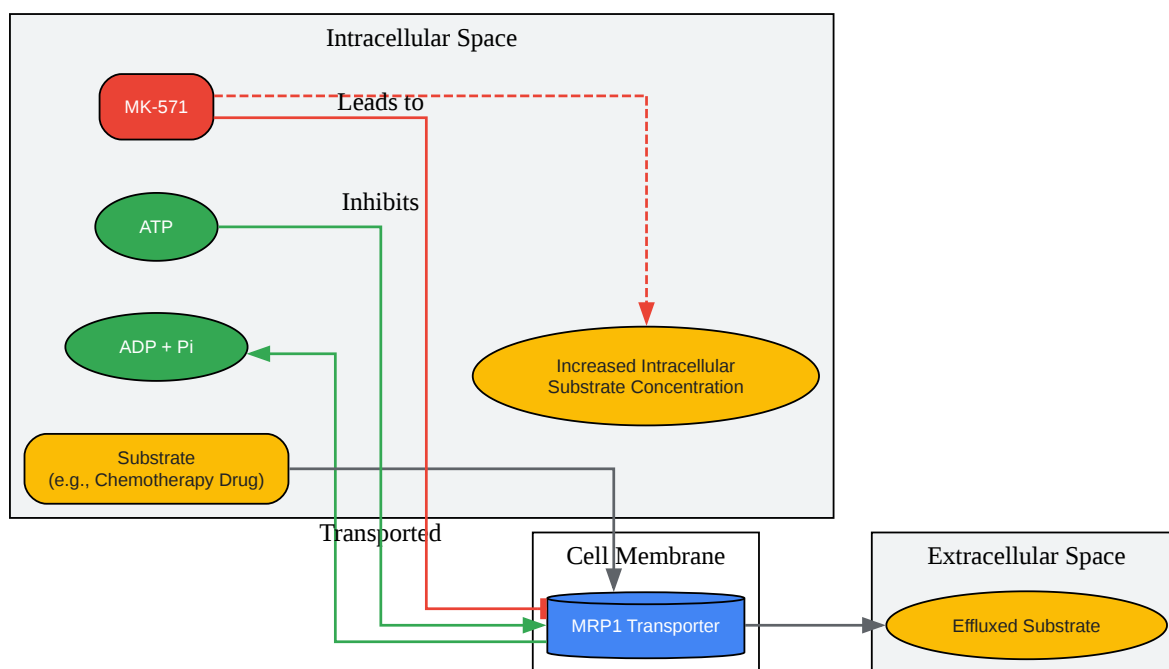 Intracellular Space
MK-571
Leads to
Inhibits
ATP
ADP + Pi
Increased Intracellular
Substrate Concentration
Substrate
(e.g., Chemotherapy Drug)
Transported
Cell Membrane
MRP1 Transporter
Extracellular Space
Effluxed Substrate